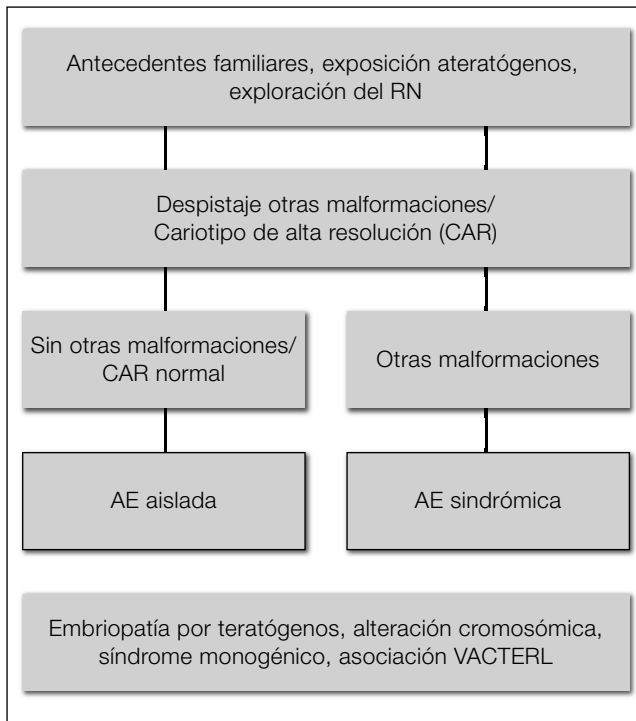 Antecedentes familiares, exposición ateratógenos,
exploración del RN
Despistaje otras malformaciones/
Cariotipo de alta resolución (CAR)
Sin otras malformaciones/
CAR normal
Otras malformaciones
AE aislada
AE sindrómica
Embriopatía por teratógenos, alteración cromosómica,
síndrome monogénico, asociación VACTERL